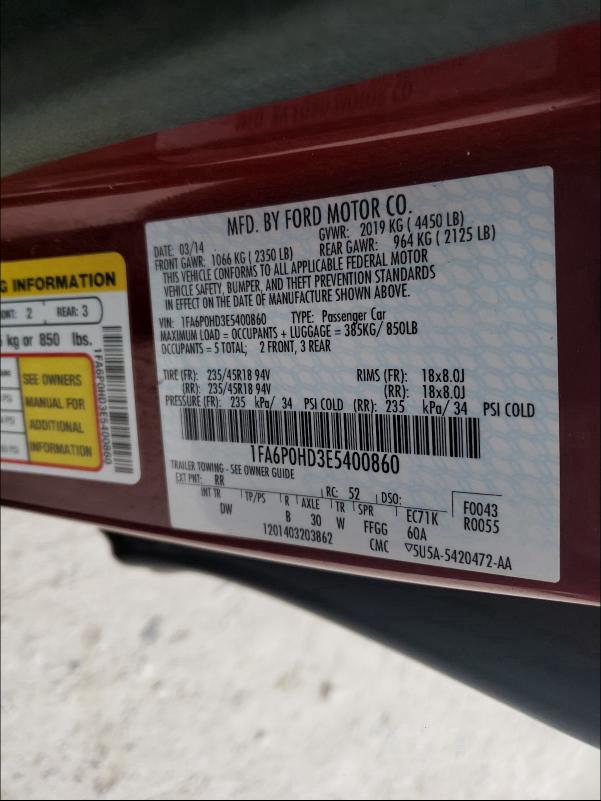 MFD. BY FORD MOTOR CO.
DATE: 03/14 GVWR: 2019 KG ( 4450 LB)
FRONT GAWR: 1066 KG ( 2350 LB) REAR GAWR: 964 KG ( 2125 LB)
THIS VEHICLE CONFORMS TO ALL APPLICABLE FEDERAL MOTOR
VEHICLE SAFETY, BUMPER, AND THEFT PREVENTION STANDARDS
IN EFFECT ON THE DATE OF MANUFACTURE SHOWN ABOVE.
VIN: 1FA6P0HD3E5400860 TYPE: Passenger Car
MAXIMUM LOAD = OCCUPANTS + LUGGAGE = 385KG/ 850LB
OCCUPANTS = 5 TOTAL; 2 FRONT, 3 REAR
TIRE (FR): 235/45R18 94V RIMS (FR): 18x8.0J
(RR): 235/45R18 94V (RR): 18x8.0J
PRESSURE (FR): 235 kPa/ 34 PSI COLD (RR): 235 kPa/ 34 PSI COLD
1FA6P0HD3E5400860
TRAILER TOWING - SEE OWNER GUIDE
EXT PNT: RR RC: 52 DSO: F0043
INT TR TP/PS R AXLE TR SPR EC71K R0055
DW B 30 W FFGG 60A
1201403203862 CMC 5U5A-5420472-AA
G INFORMATION
ONT: 2 REAR: 3
kg or 850 lbs.
SEE OWNERS
MANUAL FOR
ADDITIONAL
INFORMATION
1FA6P0HD3E5400860